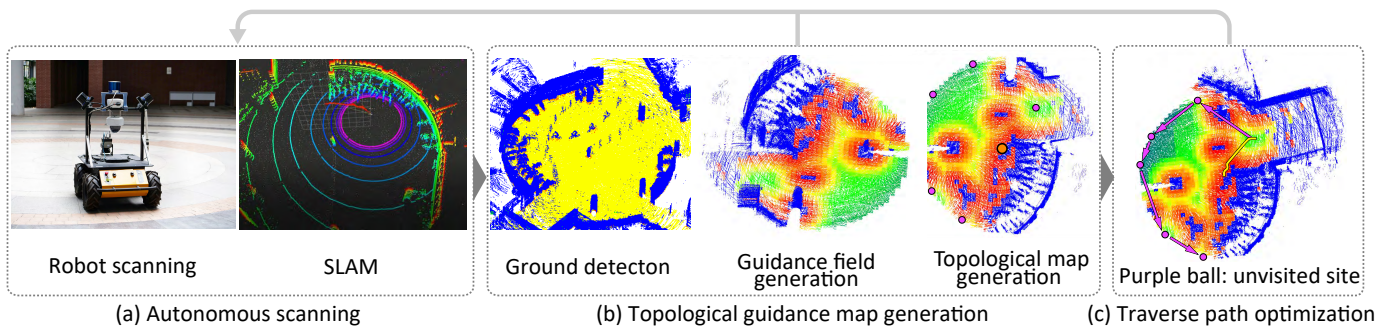 Robot scanning
SLAM
Ground detecton
Guidance field
generation
Topological map
generation
Purple ball: unvisited site
(a) Autonomous scanning
(b) Topological guidance map generation
(c) Traverse path optimization